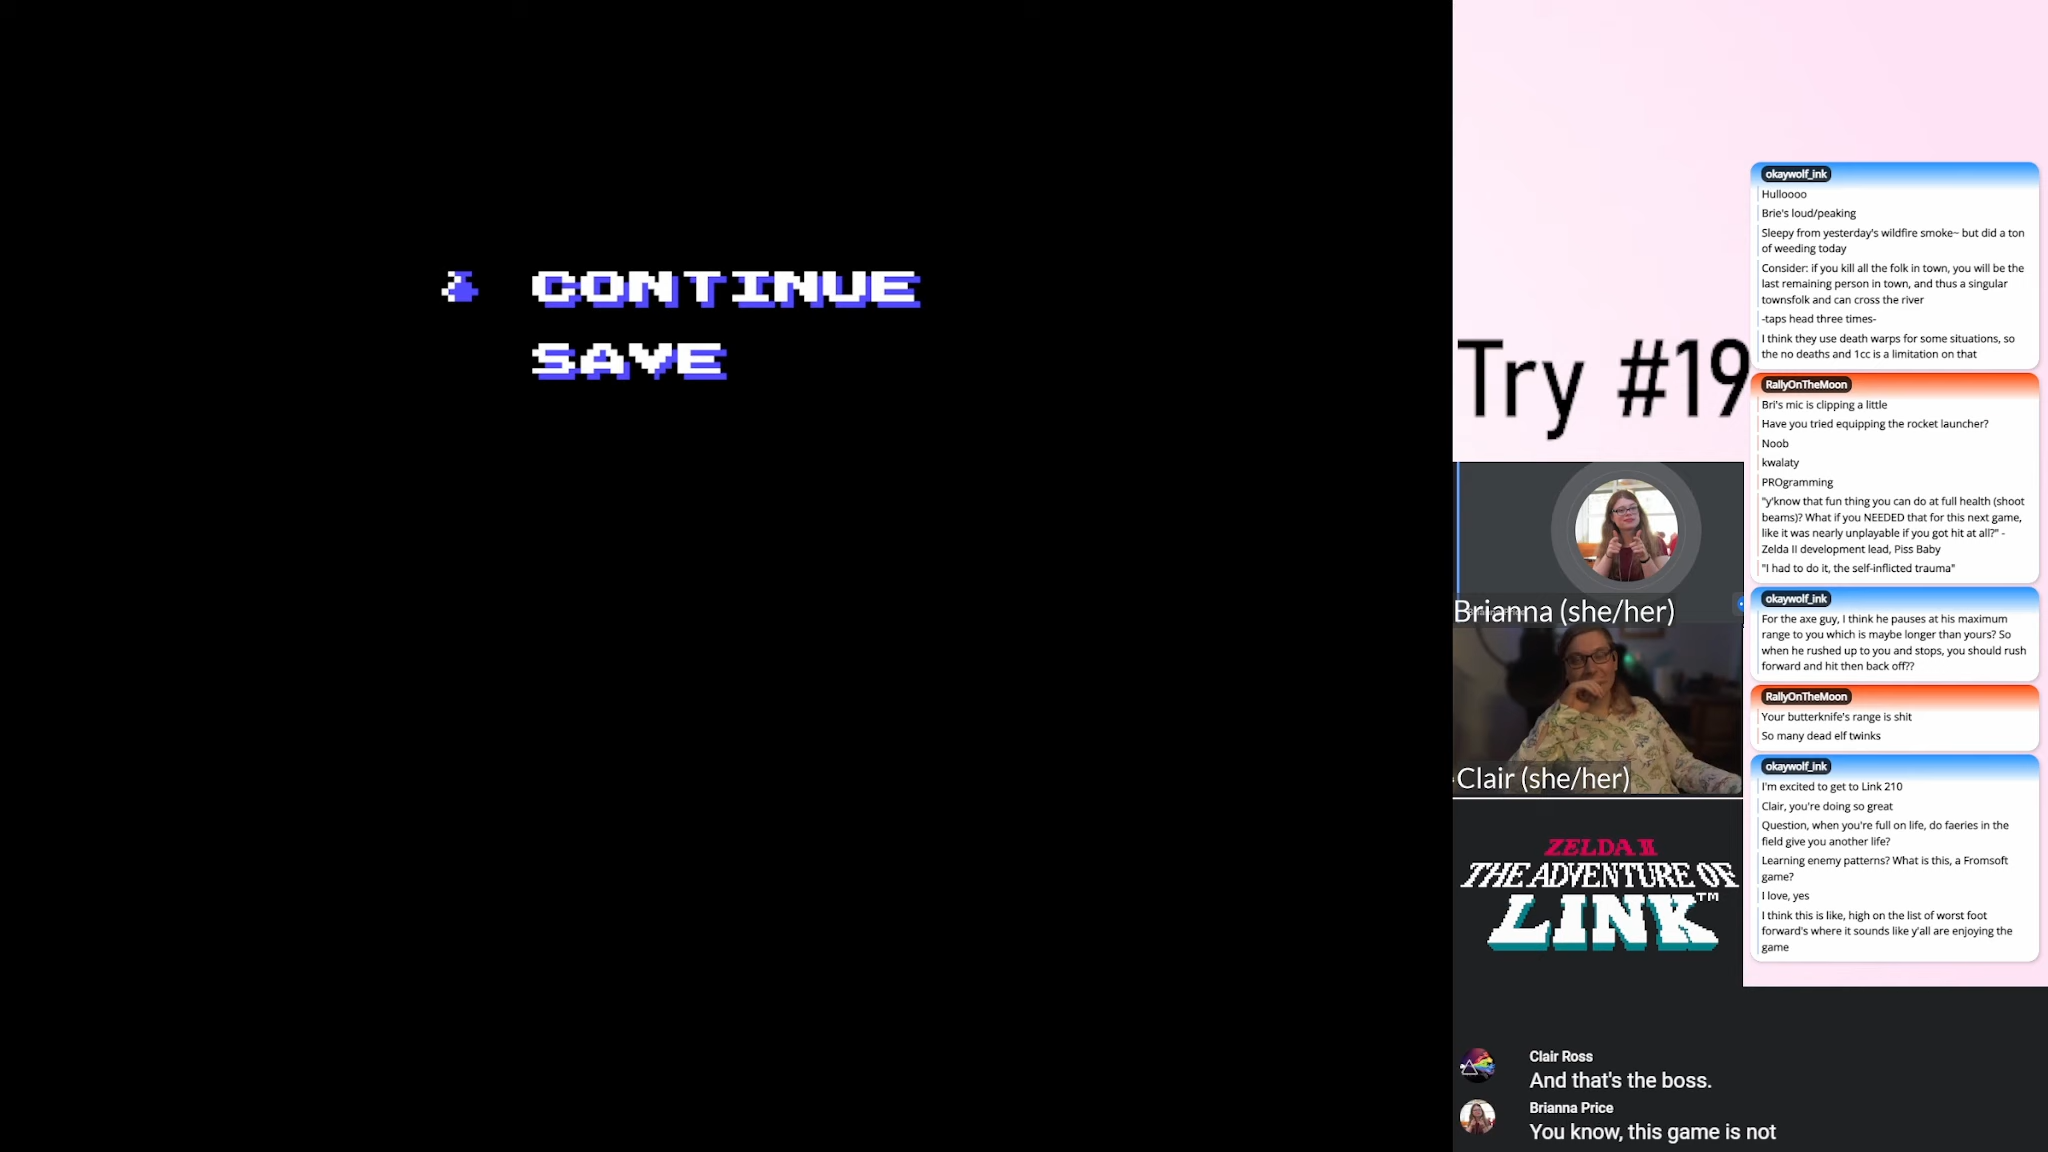 CONTINUE
SAVE
Try #19
Brianna (she/her)
Clair (she/her)
ZELDA II
THE ADVENTURE OF
LINK™
okaywolf_ink
Hulloooo
Brie's loud/peaking
Sleepy from yesterday's wildfire smoke~ but did a ton
of weeding today
Consider: if you kill all the folk in town, you will be the
last remaining person in town, and thus a singular
townsfolk and can cross the river
-taps head three times-
I think they use death warps for some situations, so
the no deaths and 1cc is a limitation on that
RallyOnTheMoon
Bri's mic is clipping a little
Have you tried equipping the rocket launcher?
Noob
kwalaty
PROgramming
"y'know that fun thing you can do at full health (shoot
beams)? What if you NEEDED that for this next game,
like it was nearly unplayable if you got hit at all?" -
Zelda II development lead, Piss Baby
"I had to do it, the self-inflicted trauma"
okaywolf_ink
For the axe guy, I think he pauses at his maximum
range to you which is maybe longer than yours? So
when he rushed up to you and stops, you should rush
forward and hit then back off??
RallyOnTheMoon
Your butterknife's range is shit
So many dead elf twinks
okaywolf_ink
I'm excited to get to Link 210
Clair, you're doing so great
Question, when you're full on life, do faeries in the
field give you another life?
Learning enemy patterns? What is this, a Fromsoft
game?
I love, yes
I think this is like, high on the list of worst foot
forward's where it sounds like y'all are enjoying the
game
Clair Ross
And that's the boss.
Brianna Price
You know, this game is not